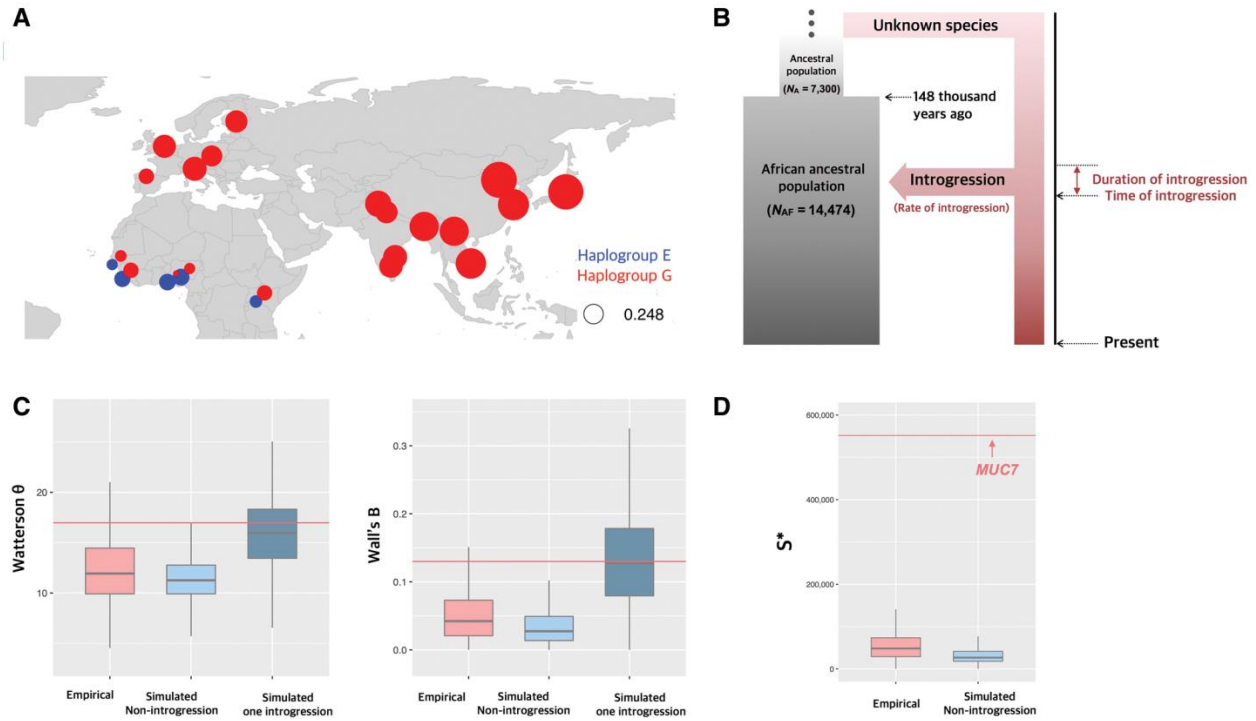 A
Haplogroup E
Haplogroup G
0.248
B
Unknown species
Ancestral
population
(NA = 7,300)
148 thousand
years ago
African ancestral
population
(NAF = 14,474)
Introgression
(Rate of introgression)
Duration of introgression
Time of introgression
Present
C
Watterson θ
20
10
Empirical
Simulated
Non-introgression
Simulated
one introgression
Wall's B
0.3
0.2
0.1
0.0
Empirical
Simulated
Non-introgression
Simulated
one introgression
D
S*
600,000
400,000
200,000
0
MUC7
Empirical
Simulated
Non-introgression